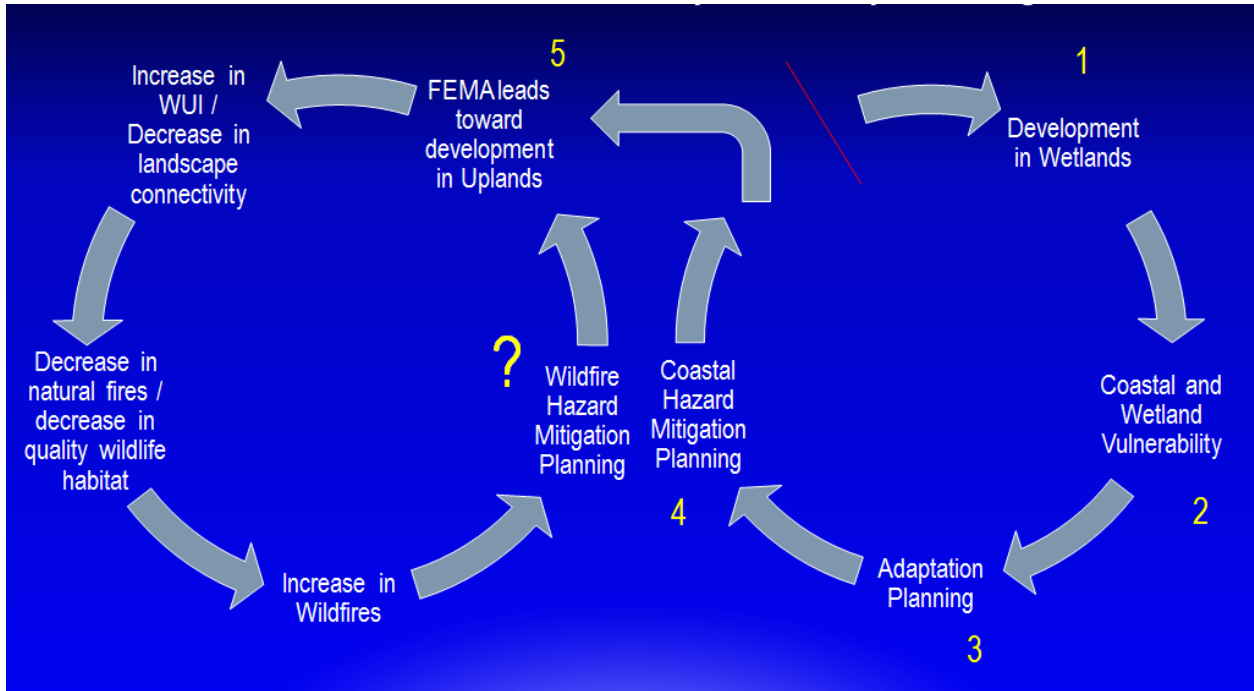 5
1
Increase in
WUI /
Decrease in
landscape
connectivity
FEMA leads
toward
development
in Uplands
Development
in Wetlands
?
Decrease in
natural fires /
decrease in
quality wildlife
habitat
Wildfire
Hazard
Mitigation
Planning
Coastal
Hazard
Mitigation
Planning
4
Coastal and
Wetland
Vulnerability
2
Increase in
Wildfires
Adaptation
Planning
3